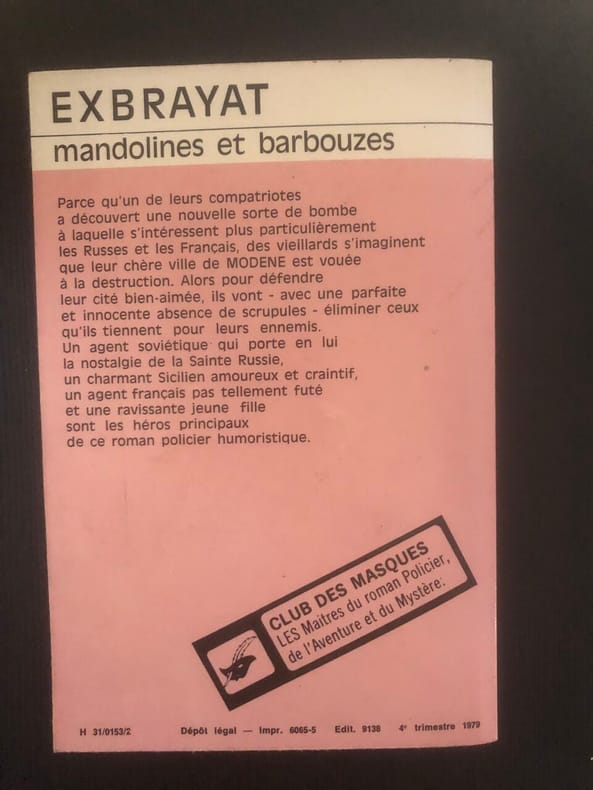 EXBRAYAT
mandolines et barbouzes
Parce qu'un de leurs compatriotes
a découvert une nouvelle sorte de bombe
à laquelle s'intéressent plus particulièrement
les Russes et les Français, des vieillards s'imaginent
que leur chère ville de MODENE est vouée
à la destruction. Alors pour défendre
leur cité bien-aimée, ils vont - avec une parfaite
et innocente absence de scrupules - éliminer ceux
qu'ils tiennent pour leurs ennemis.
Un agent soviétique qui porte en lui
la nostalgie de la Sainte Russie,
un charmant Sicilien amoureux et craintif,
un agent français pas tellement futé
et une ravissante jeune fille
sont les héros principaux
de ce roman policier humoristique.
CLUB DES MASQUES
LES Maitres du roman Policier,
de l'Aventure et du Mystère.
H 31/0153/2 Dépôt légal — Impr. 6065-5 Edit. 9138 4e trimestre 1979